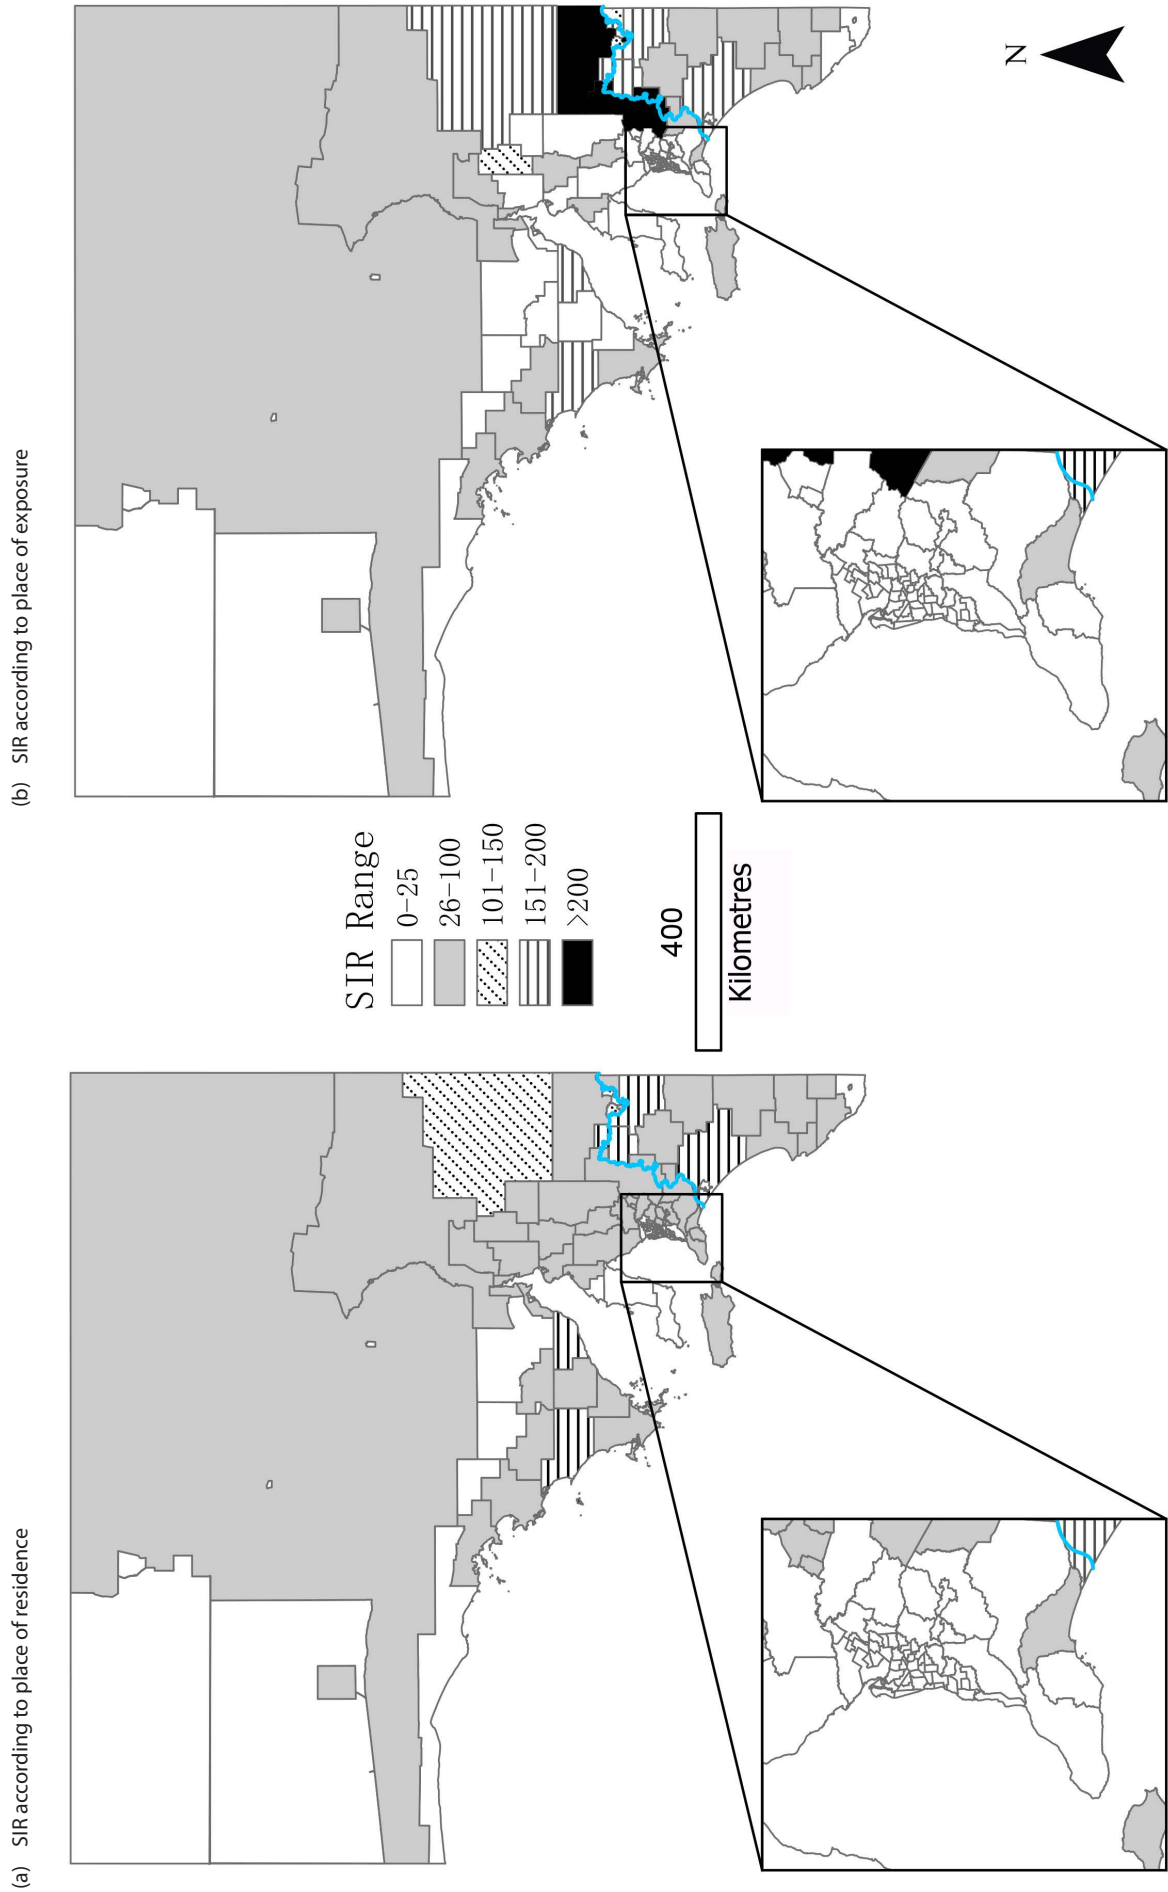 (a) SIR according to place of residence
(b) SIR according to place of exposure
SIR Range
0-25
26-100
101-150
151-200
>200
400
Kilometres
N